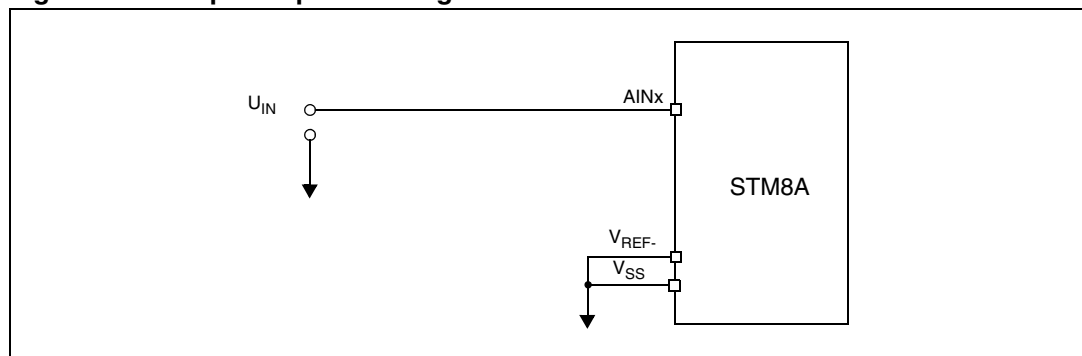 U_IN
AINx
STM8A
V_REF-
V_SS